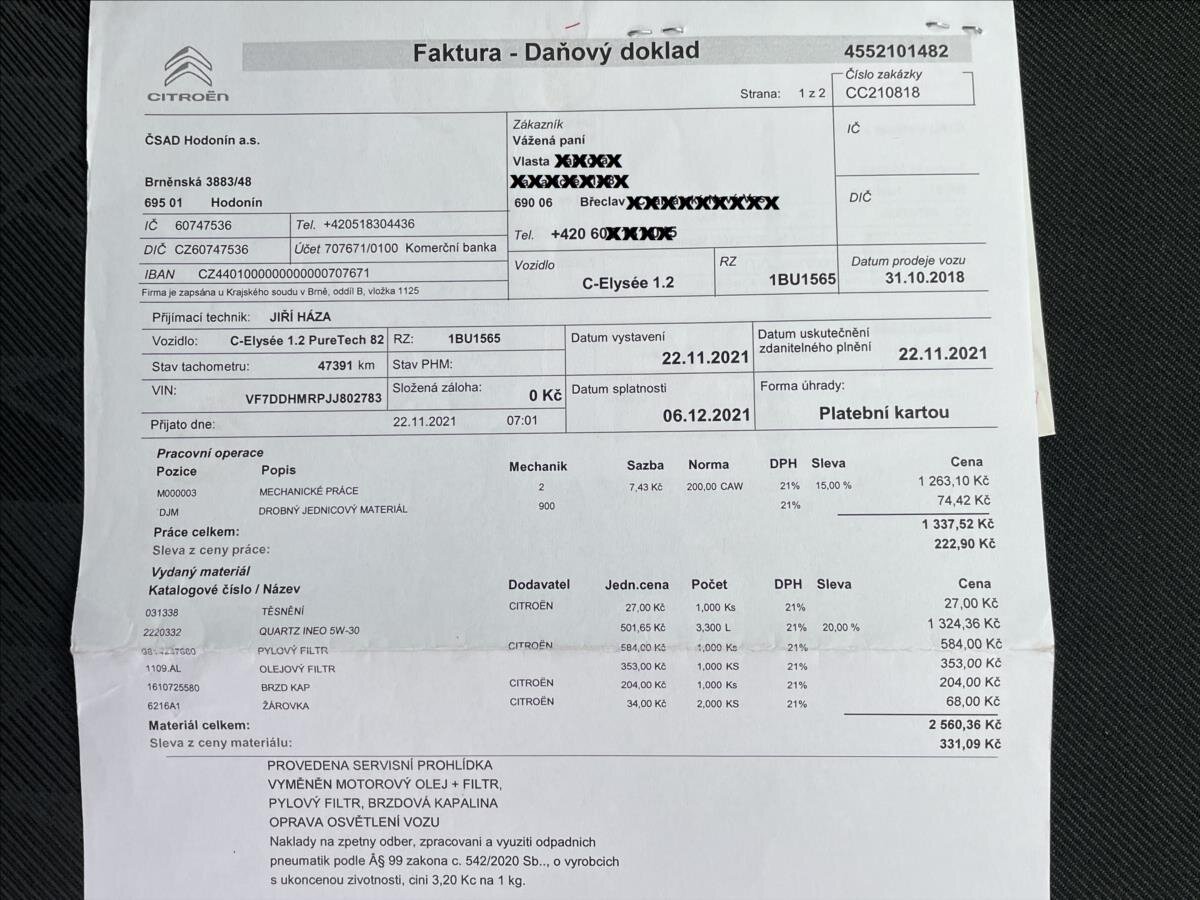 Faktura - Daňový doklad
4552101482
CITROËN
Strana: 1 z 2
Číslo zakázky
CC210818
ČSAD Hodonín a.s.
Brněnská 3883/48
695 01 Hodonín
IČ 60747536
Tel. +420518304436
DIČ CZ60747536
Účet 707671/0100 Komerční banka
IBAN CZ4401000000000000707671
Firma je zapsána u Krajského soudu v Brně, oddíl B, vložka 1125
Zákazník
Vážená paní
Vlasta
690 06 Břeclav
Tel. +420 60
IČ
DIČ
Vozidlo
C-Elysée 1.2
RZ
1BU1565
Datum prodeje vozu
31.10.2018
Přijímací technik: JIŘÍ HÁZA
Vozidlo: C-Elysée 1.2 PureTech 82
RZ: 1BU1565
Stav tachometru: 47391 km
Stav PHM:
VIN: VF7DDHMRPJJ802783
Složená záloha: 0 Kč
Přijato dne: 22.11.2021 07:01
Datum vystavení
22.11.2021
Datum uskutečnění
zdanitelného plnění
22.11.2021
Datum splatnosti
06.12.2021
Forma úhrady:
Platební kartou
Pracovní operace
Pozice Popis Mechanik Sazba Norma DPH Sleva Cena
M000003 MECHANICKÉ PRÁCE 2 7,43 Kč 200,00 CAW 21% 15,00 % 1 263,10 Kč
DJM DROBNÝ JEDNICOVÝ MATERIÁL 900 21% 74,42 Kč
Práce celkem: 1 337,52 Kč
Sleva z ceny práce: 222,90 Kč
Vydaný materiál
Katalogové číslo / Název Dodavatel Jedn.cena Počet DPH Sleva Cena
031338 TĚSNĚNÍ CITROËN 27,00 Kč 1,000 Ks 21% 27,00 Kč
2220332 QUARTZ INEO 5W-30 501,65 Kč 3,300 L 21% 20,00 % 1 324,36 Kč
PYLOVÝ FILTR CITROËN 584,00 Kč 1,000 Ks 21% 584,00 Kč
1109.AL OLEJOVÝ FILTR 353,00 Kč 1,000 KS 21% 353,00 Kč
1610725580 BRZD KAP CITROËN 204,00 Kč 1,000 Ks 21% 204,00 Kč
6216A1 ŽÁROVKA CITROËN 34,00 Kč 2,000 KS 21% 68,00 Kč
Materiál celkem: 2 560,36 Kč
Sleva z ceny materiálu: 331,09 Kč
PROVEDENA SERVISNÍ PROHLÍDKA
VYMĚNĚN MOTOROVÝ OLEJ + FILTR,
PYLOVÝ FILTR, BRZDOVÁ KAPALINA
OPRAVA OSVĚTLENÍ VOZU
Naklady na zpetny odber, zpracovani a vyuziti odpadnich
pneumatik podle Â§ 99 zakona c. 542/2020 Sb.., o vyrobcich
s ukoncenou zivotnosti, cini 3,20 Kc na 1 kg.